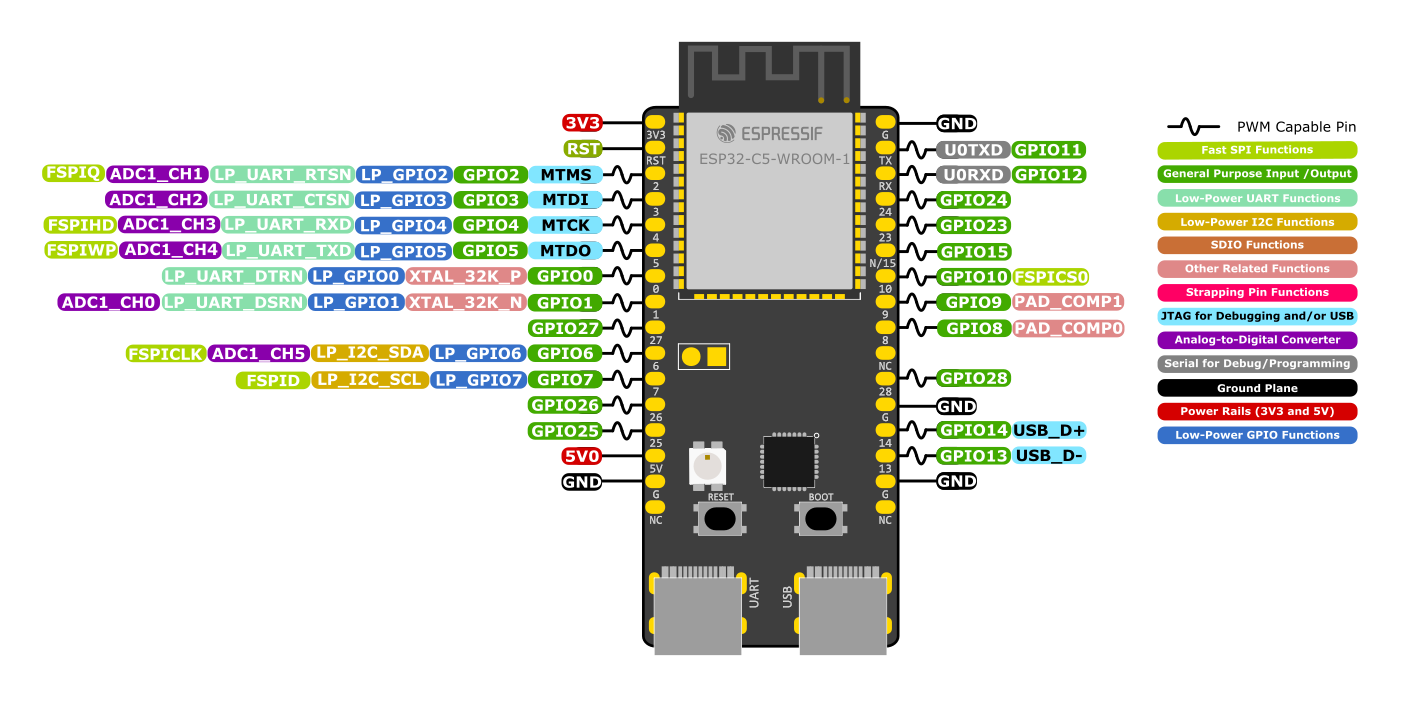 ESPRESSIF
ESP32-C5-WROOM-1
3V3 3V3
RST RST
FSPIQ ADC1_CH1 LP_UART_RTSN LP_GPIO2 GPIO2 MTMS 2
ADC1_CH2 LP_UART_CTSN LP_GPIO3 GPIO3 MTDI 3
FSPIHD ADC1_CH3 LP_UART_RXD LP_GPIO4 GPIO4 MTCK 4
FSPIWP ADC1_CH4 LP_UART_TXD LP_GPIO5 GPIO5 MTDO 5
LP_UART_DTRN LP_GPIO0 XTAL_32K_P GPIO0 0
ADC1_CH0 LP_UART_DSRN LP_GPIO1 XTAL_32K_N GPIO1 1
GPIO27 27
FSPICLK ADC1_CH5 LP_I2C_SDA LP_GPIO6 GPIO6 6
FSPID LP_I2C_SCL LP_GPIO7 GPIO7 7
GPIO26 26
GPIO25 25
5V0 5V
GND G
NC
RESET
BOOT
UART
USB
G GND
TX U0TXD GPIO11
RX U0RXD GPIO12
24 GPIO24
23 GPIO23
N/15 GPIO15
10 GPIO10 FSPICS0
9 GPIO9 PAD_COMP1
8 GPIO8 PAD_COMP0
NC
28 GPIO28
G GND
14 GPIO14 USB_D+
13 GPIO13 USB_D-
G GND
NC
PWM Capable Pin
Fast SPI Functions
General Purpose Input /Output
Low-Power UART Functions
Low-Power I2C Functions
SDIO Functions
Other Related Functions
Strapping Pin Functions
JTAG for Debugging and/or USB
Analog-to-Digital Converter
Serial for Debug/Programming
Ground Plane
Power Rails (3V3 and 5V)
Low-Power GPIO Functions